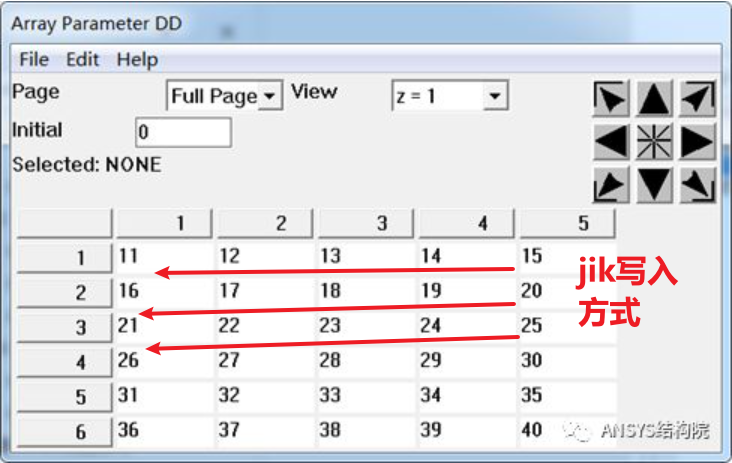 Array Parameter DD
File Edit Help
Page Full Page View z = 1
Initial 0
Selected: NONE
1 2 3 4 5
1 11 12 13 14 15
2 16 17 18 19 20
3 21 22 23 24 25
4 26 27 28 29 30
5 31 32 33 34 35
6 36 37 38 39 40
jik写入
方式
ANSYS结构院